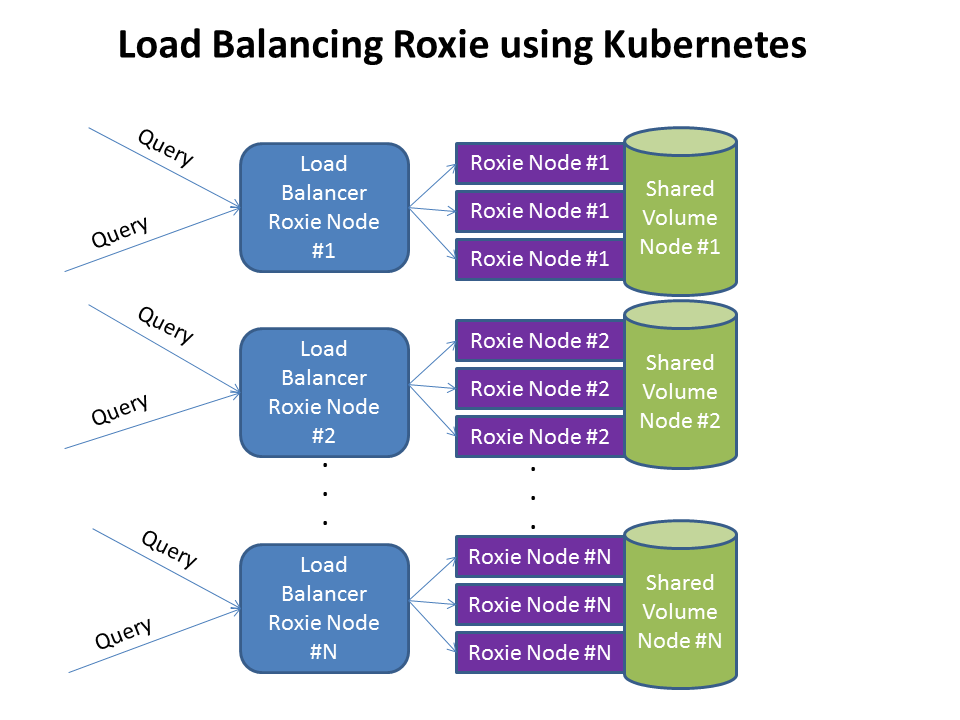 Load Balancing Roxie using Kubernetes
Query
Query
Load
Balancer
Roxie Node
#1
Roxie Node #1
Roxie Node #1
Roxie Node #1
Shared
Volume
Node #1
Query
Query
Load
Balancer
Roxie Node
#2
Roxie Node #2
Roxie Node #2
Roxie Node #2
Shared
Volume
Node #2
.
.
.
.
.
.
Query
Query
Load
Balancer
Roxie Node
#N
Roxie Node #N
Roxie Node #N
Roxie Node #N
Shared
Volume
Node #N